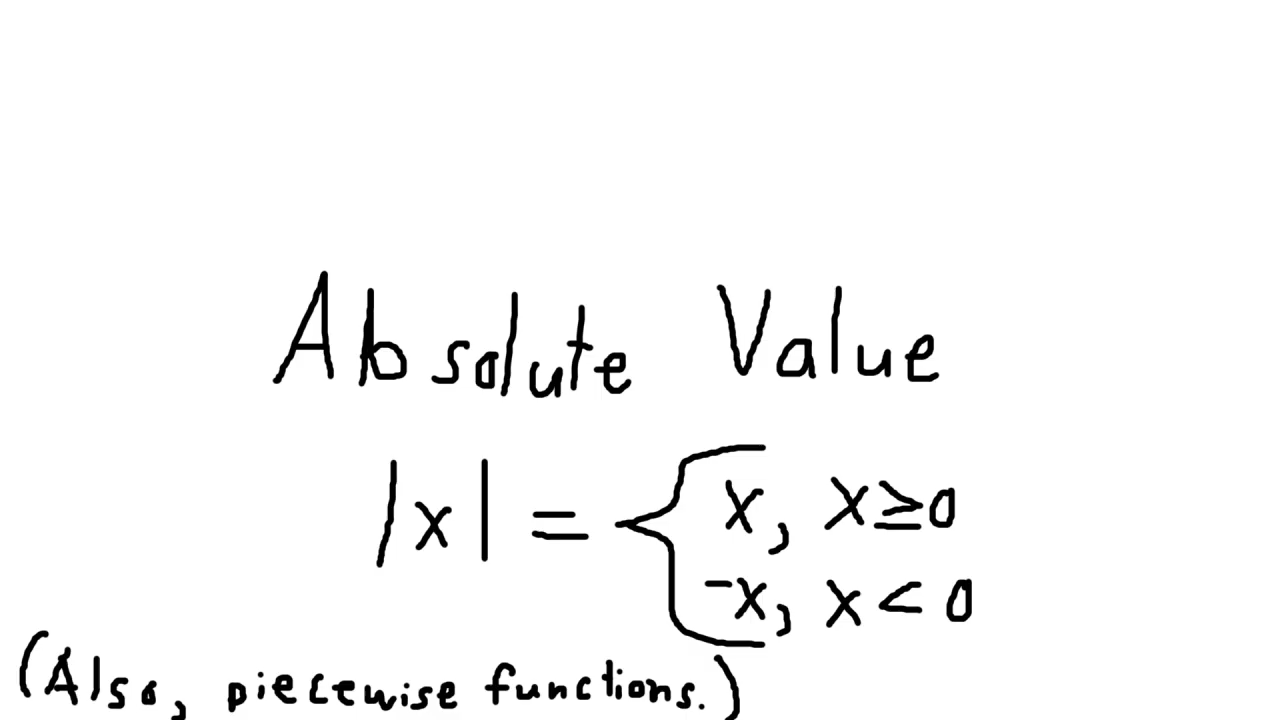 Absolute Value
|x| = { x, x≥0
-x, x < 0
(Also, piecewise functions.)